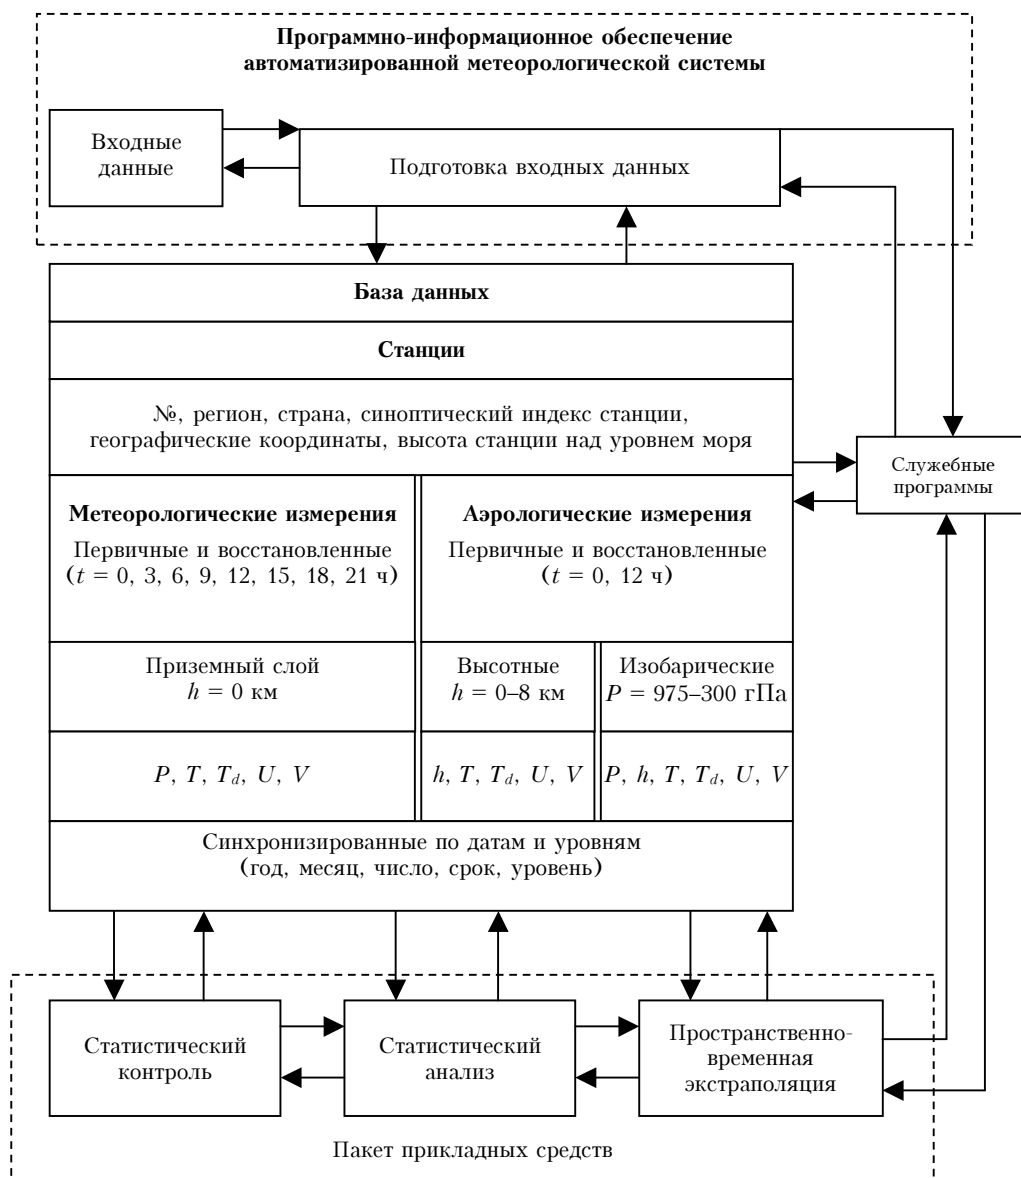 Программно-информационное обеспечение
автоматизированной метеорологической системы
Входные
данные
Подготовка входных данных
База данных
Станции
№, регион, страна, синоптический индекс станции,
географические координаты, высота станции над уровнем моря
Служебные
программы
Метеорологические измерения
Первичные и восстановленные
(t = 0, 3, 6, 9, 12, 15, 18, 21 ч)
Аэрологические измерения
Первичные и восстановленные
(t = 0, 12 ч)
Приземный слой
h = 0 км
Высотные
h = 0–8 км
Изобарические
P = 975–300 гПа
P, T, T_d, U, V
h, T, T_d, U, V
P, h, T, T_d, U, V
Синхронизированные по датам и уровням
(год, месяц, число, срок, уровень)
Статистический
контроль
Статистический
анализ
Пространственно-
временная
экстраполяция
Пакет прикладных средств